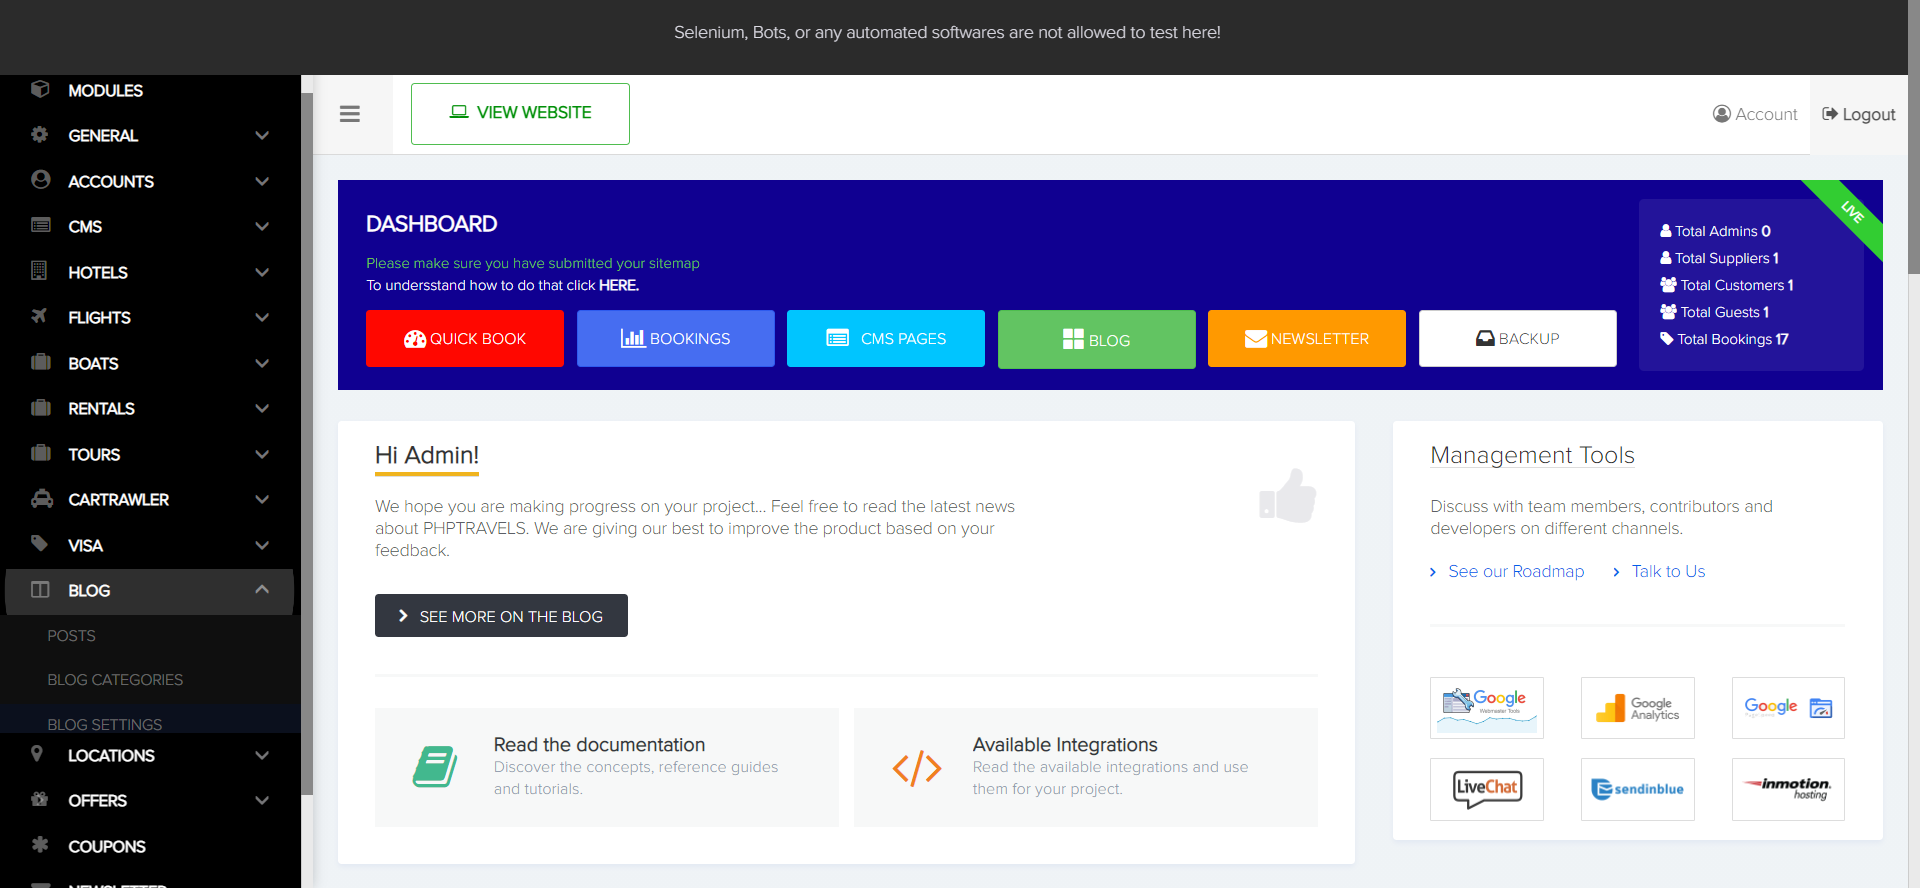 Selenium, Bots, or any automated softwares are not allowed to test here!
MODULES
GENERAL
ACCOUNTS
CMS
HOTELS
FLIGHTS
BOATS
RENTALS
TOURS
CARTRAWLER
VISA
BLOG
POSTS
BLOG CATEGORIES
BLOG SETTINGS
LOCATIONS
OFFERS
COUPONS
NEWSLETTER
VIEW WEBSITE
Account
Logout
DASHBOARD
Please make sure you have submitted your sitemap
To undersstand how to do that click HERE.
QUICK BOOK
BOOKINGS
CMS PAGES
BLOG
NEWSLETTER
BACKUP
LIVE
Total Admins 0
Total Suppliers 1
Total Customers 1
Total Guests 1
Total Bookings 17
Hi Admin!
We hope you are making progress on your project... Feel free to read the latest news
about PHPTRAVELS. We are giving our best to improve the product based on your
feedback.
SEE MORE ON THE BLOG
Read the documentation
Discover the concepts, reference guides
and tutorials.
Available Integrations
Read the available integrations and use
them for your project.
Management Tools
Discuss with team members, contributors and
developers on different channels.
See our Roadmap
Talk to Us
Google
Webmaster Tools
Google
Analytics
Google
LiveChat
sendinblue
inmotion
hosting